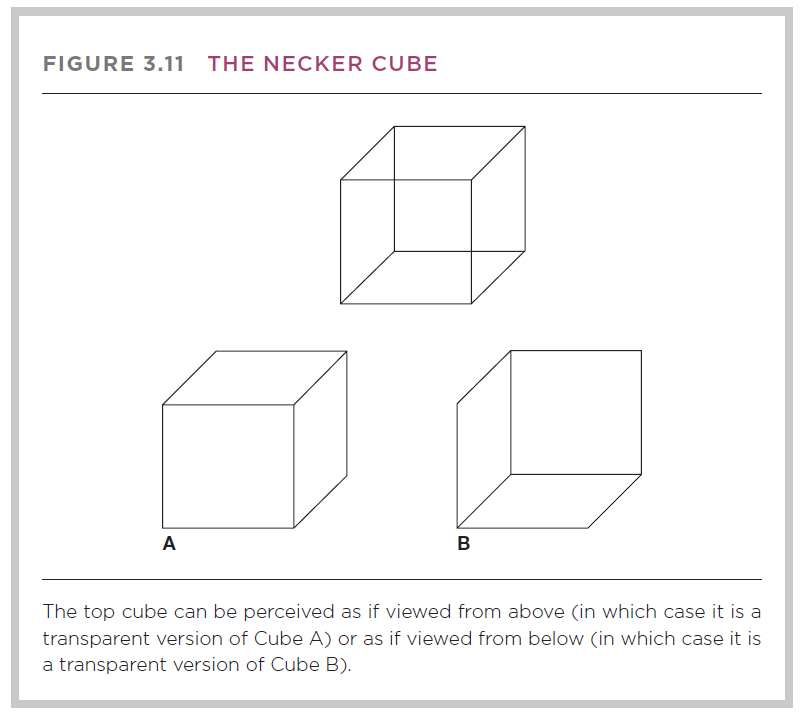 FIGURE 3.11 THE NECKER CUBE
A
B
The top cube can be perceived as if viewed from above (in which case it is a
transparent version of Cube A) or as if viewed from below (in which case it is
a transparent version of Cube B).